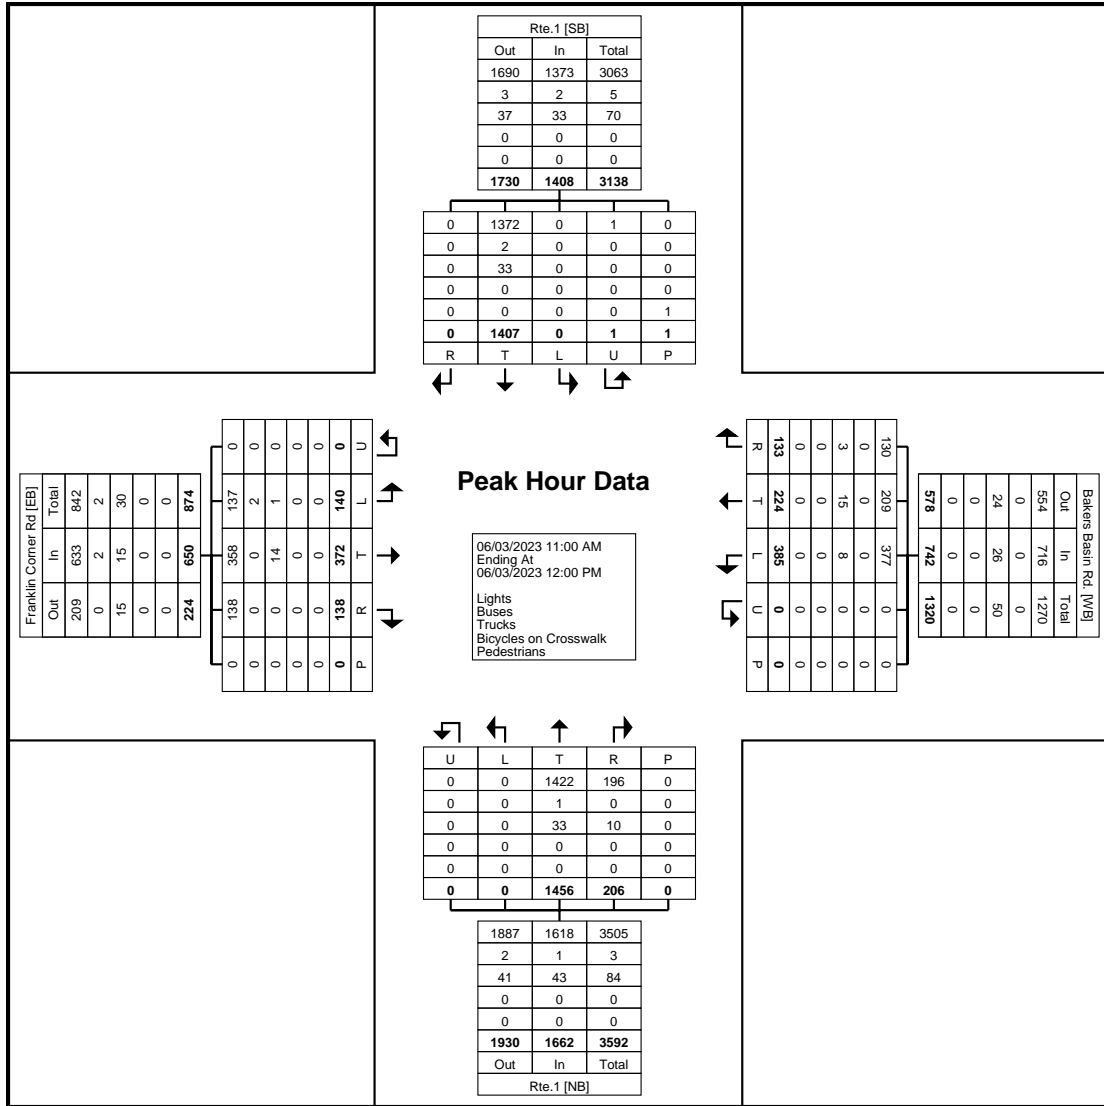 Rte.1 [SB]
Out In Total
1690 1373 3063
3 2 5
37 33 70
0 0 0
0 0 0
1730 1408 3138
0 1372 0 1 0
0 2 0 0 0
0 33 0 0 0
0 0 0 0 0
0 0 0 0 1
0 1407 0 1 1
R T L U P
Franklin Corner Rd [EB]
Total In Out
842 633 209
2 2 0
30 15 15
0 0 0
0 0 0
874 650 224
0 137 358 138 0
0 2 0 0 0
0 1 14 0 0
0 0 0 0 0
0 0 0 0 0
0 140 372 138 0
U L T R P
Peak Hour Data
06/03/2023 11:00 AM
Ending At
06/03/2023 12:00 PM
Lights
Buses
Trucks
Bicycles on Crosswalk
Pedestrians
R T L U P
133 224 385 0 0
0 0 0 0 0
0 0 0 0 0
3 15 8 0 0
0 0 0 0 0
130 209 377 0 0
578 742 1320
0 0 0
0 0 0
24 26 50
0 0 0
554 716 1270
Out In Total
Bakers Basin Rd. [WB]
U L T R P
0 0 1422 196 0
0 0 1 0 0
0 0 33 10 0
0 0 0 0 0
0 0 0 0 0
0 0 1456 206 0
1887 1618 3505
2 1 3
41 43 84
0 0 0
0 0 0
1930 1662 3592
Out In Total
Rte.1 [NB]